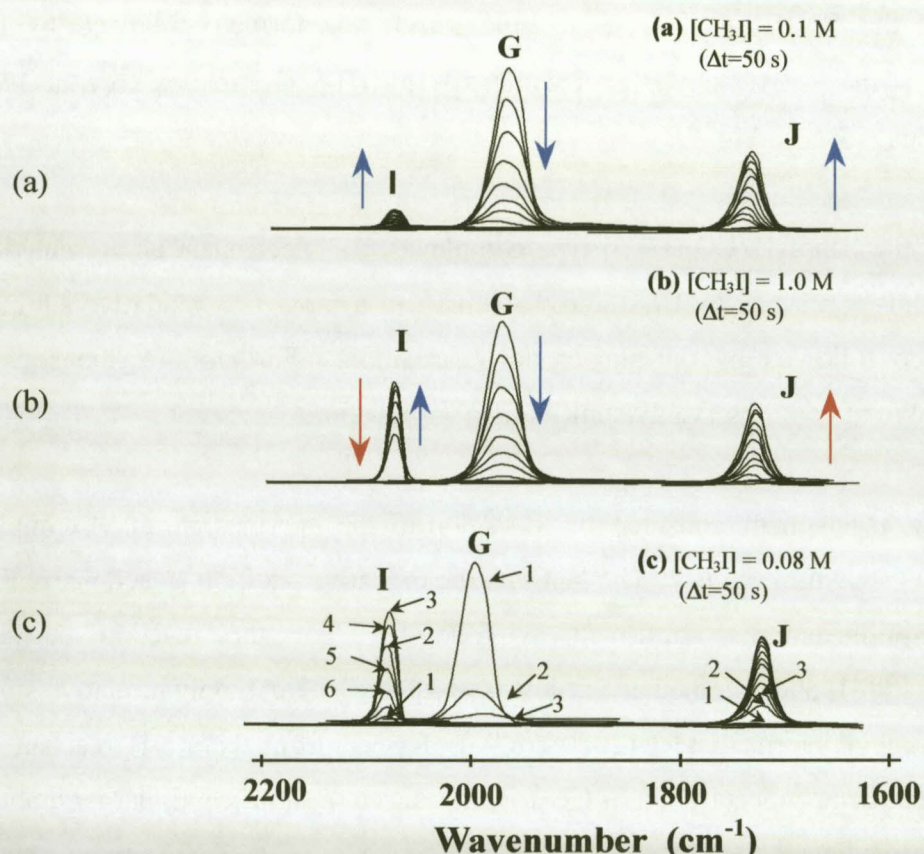 (a) [CH₃I] = 0.1 M
(Δt=50 s)
G
J
(a)
I
(b) [CH₃I] = 1.0 M
(Δt=50 s)
G
I
J
(b)
(c) [CH₃I] = 0.08 M
(Δt=50 s)
G
1
I
3
J
(c)
4
2
5
2
3
6
1
2
1
3
2200 2000 1800 1600
Wavenumber (cm⁻¹)